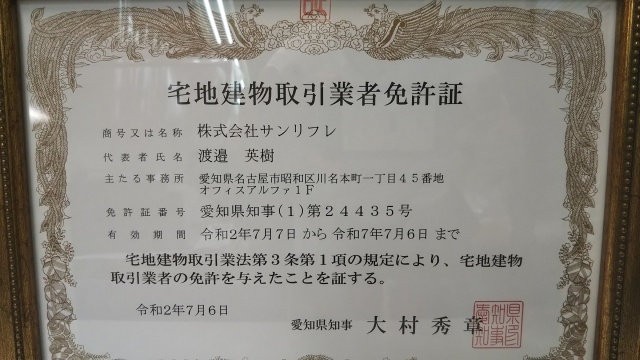 宅地建物取引業者免許証
商号又は名称 株式会社サンリフレ
代表者氏名 渡邉 英樹
主たる事務所 愛知県名古屋市昭和区川名本町一丁目45番地
オフィスアルファ1F
免許証番号 愛知県知事(1)第24435号
有効期間 令和2年7月7日 から 令和7年7月6日 まで
宅地建物取引業法第3条第1項の規定により、宅地建物
取引業者の免許を与えたことを証する。
令和2年7月6日
愛知県知事 大村秀章